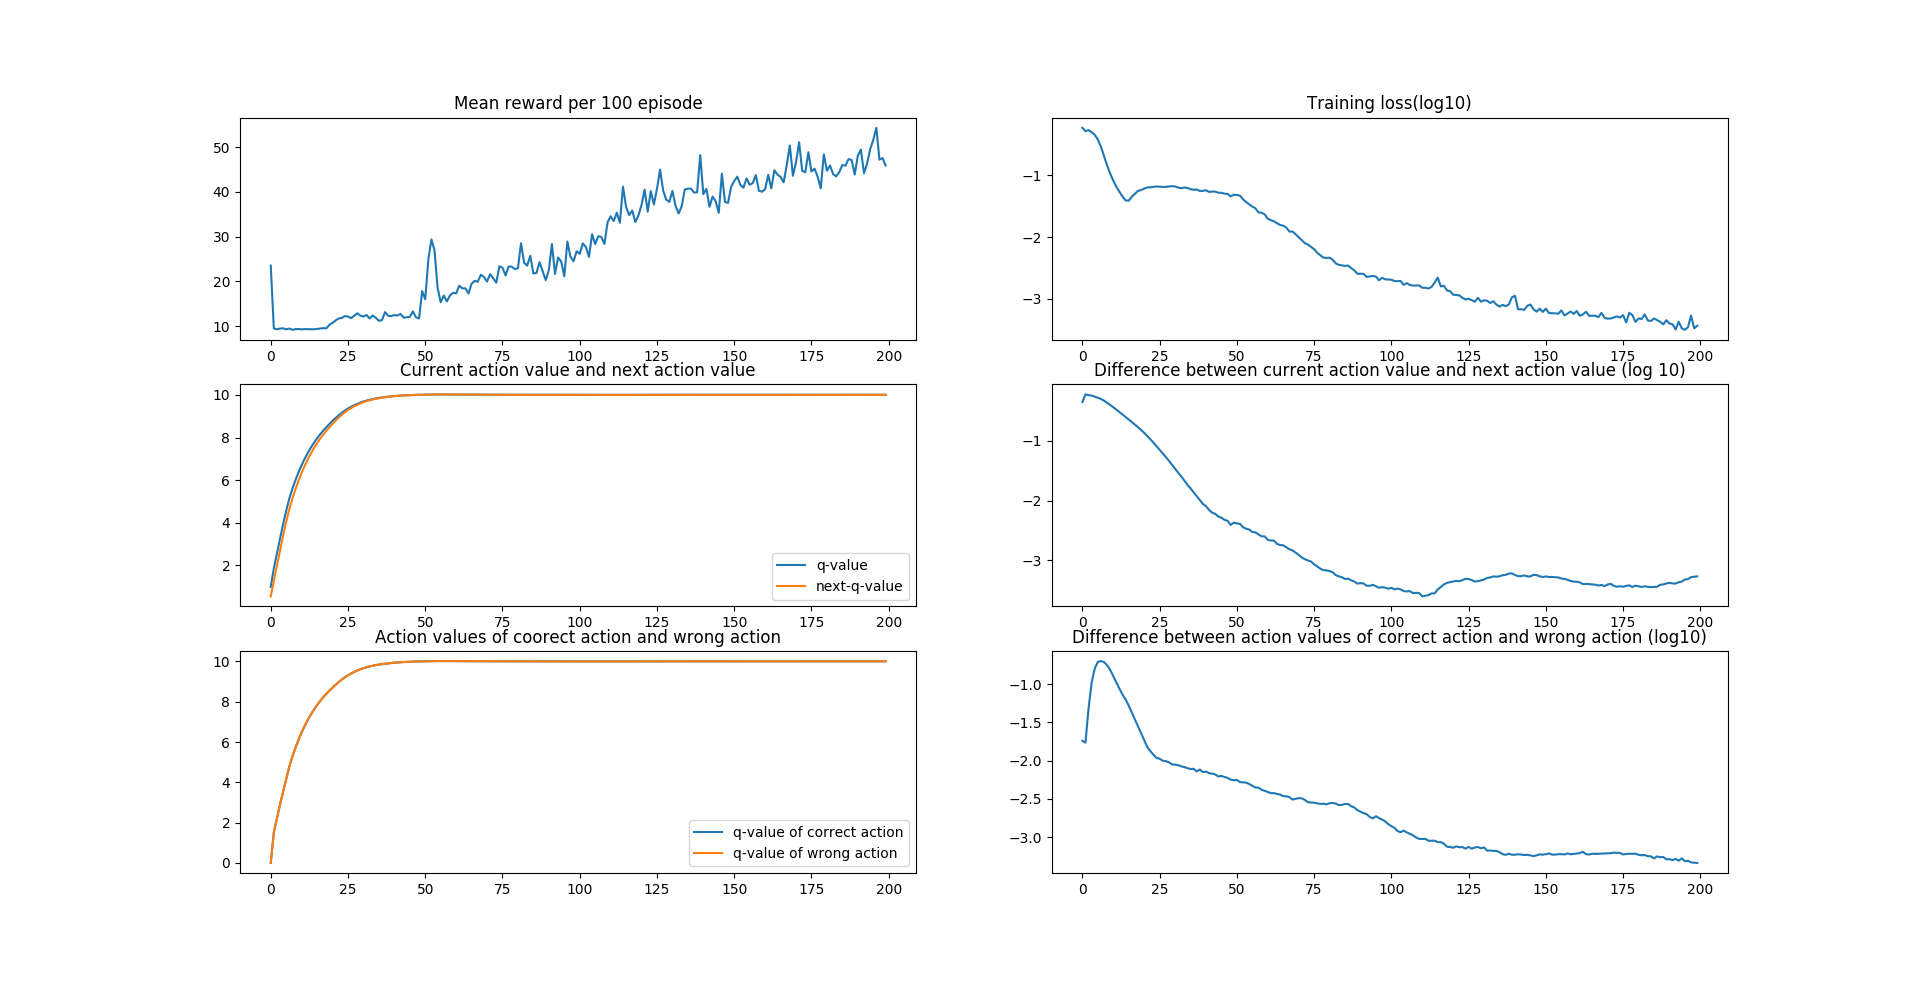 Mean reward per 100 episode
50
40
30
20
10
0 25 50 75 100 125 150 175 200
Training loss(log10)
−1
−2
−3
0 25 50 75 100 125 150 175 200
Current action value and next action value
10
8
6
4
2
q-value
next-q-value
0 25 50 75 100 125 150 175 200
Difference between current action value and next action value (log 10)
−1
−2
−3
0 25 50 75 100 125 150 175 200
Action values of coorect action and wrong action
10
8
6
4
2
0
q-value of correct action
q-value of wrong action
0 25 50 75 100 125 150 175 200
Difference between action values of correct action and wrong action (log10)
−1.0
−1.5
−2.0
−2.5
−3.0
0 25 50 75 100 125 150 175 200